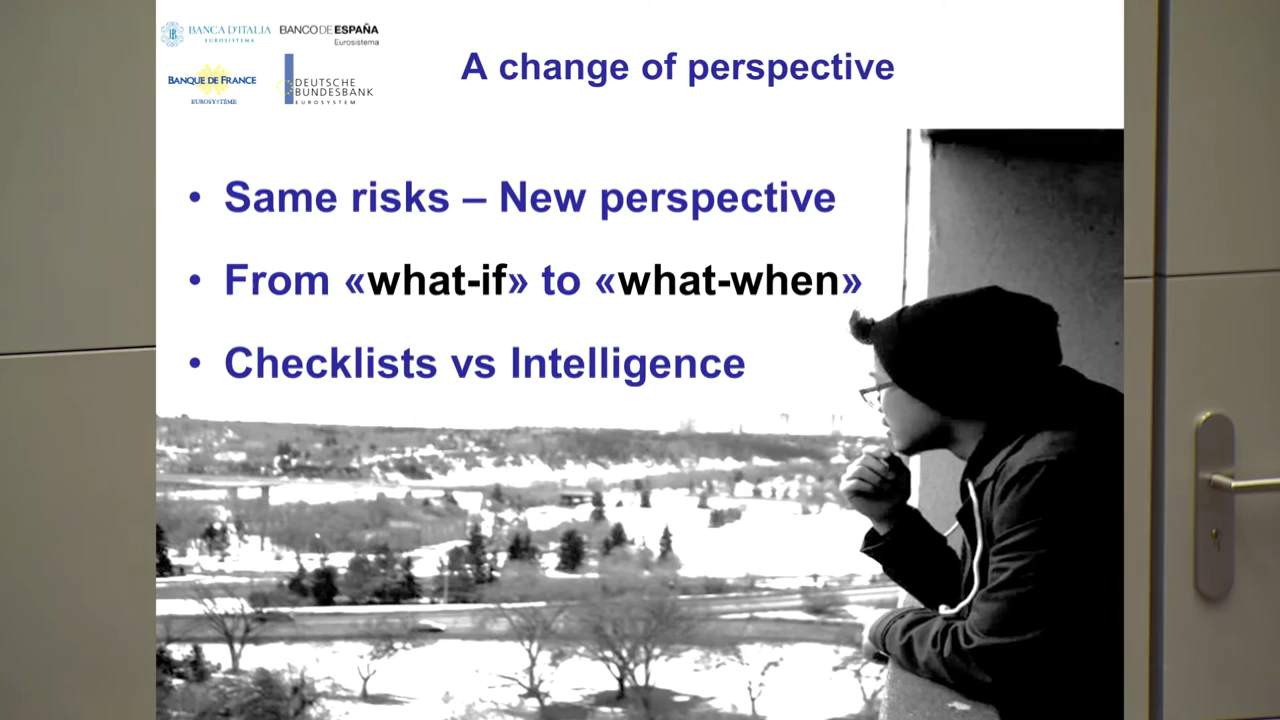 BANCA D'ITALIA
EUROSISTEMA
BANCO DE ESPAÑA
Eurosistema
BANQUE DE FRANCE
EUROSYSTÈME
DEUTSCHE
BUNDESBANK
EUROSYSTEM
A change of perspective
• Same risks – New perspective
• From «what-if» to «what-when»
• Checklists vs Intelligence